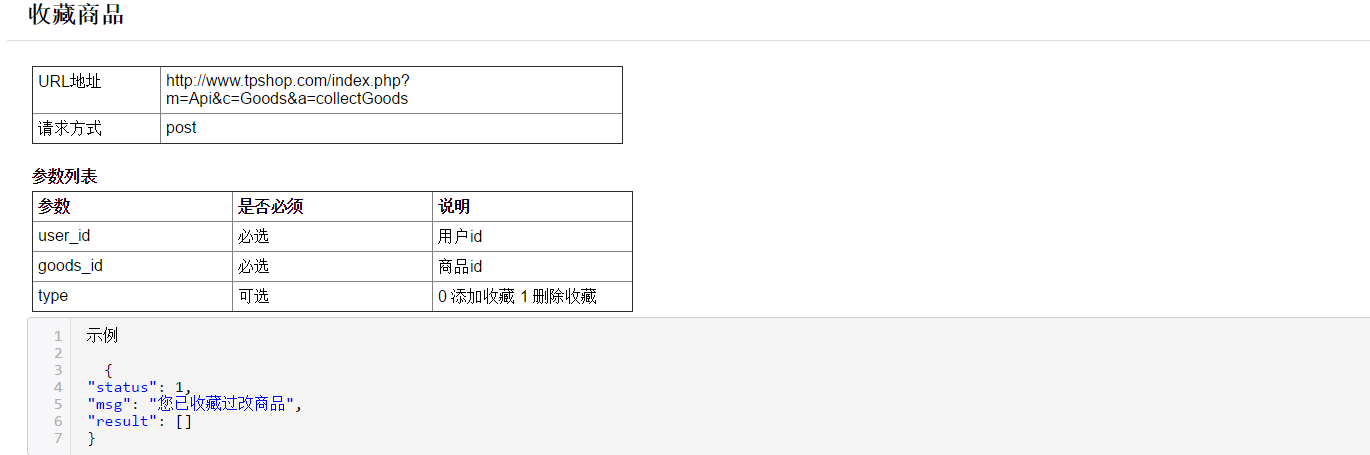 收藏商品
URL地址 http://www.tpshop.com/index.php?
m=Api&c=Goods&a=collectGoods
请求方式 post
参数列表
参数 是否必须 说明
user_id 必选 用户id
goods_id 必选 商品id
type 可选 0 添加收藏 1 删除收藏
1 示例
2
3 {
4 "status": 1,
5 "msg": "您已收藏过改商品",
6 "result": []
7 }